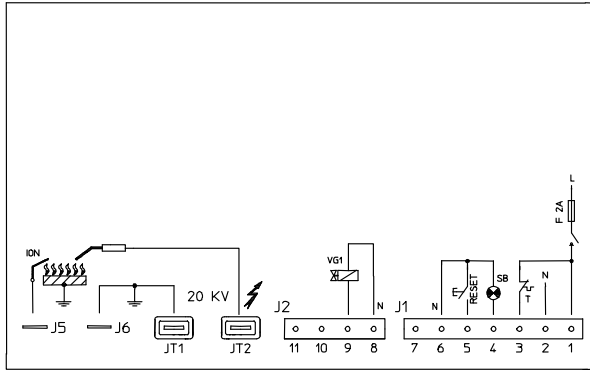 L
F 2A
ION
VG1
RESET
SB
T
N
20 KV
J2
N
J1
N
J5
J6
JT1
JT2
11 10 9 8
7 6 5 4 3 2 1